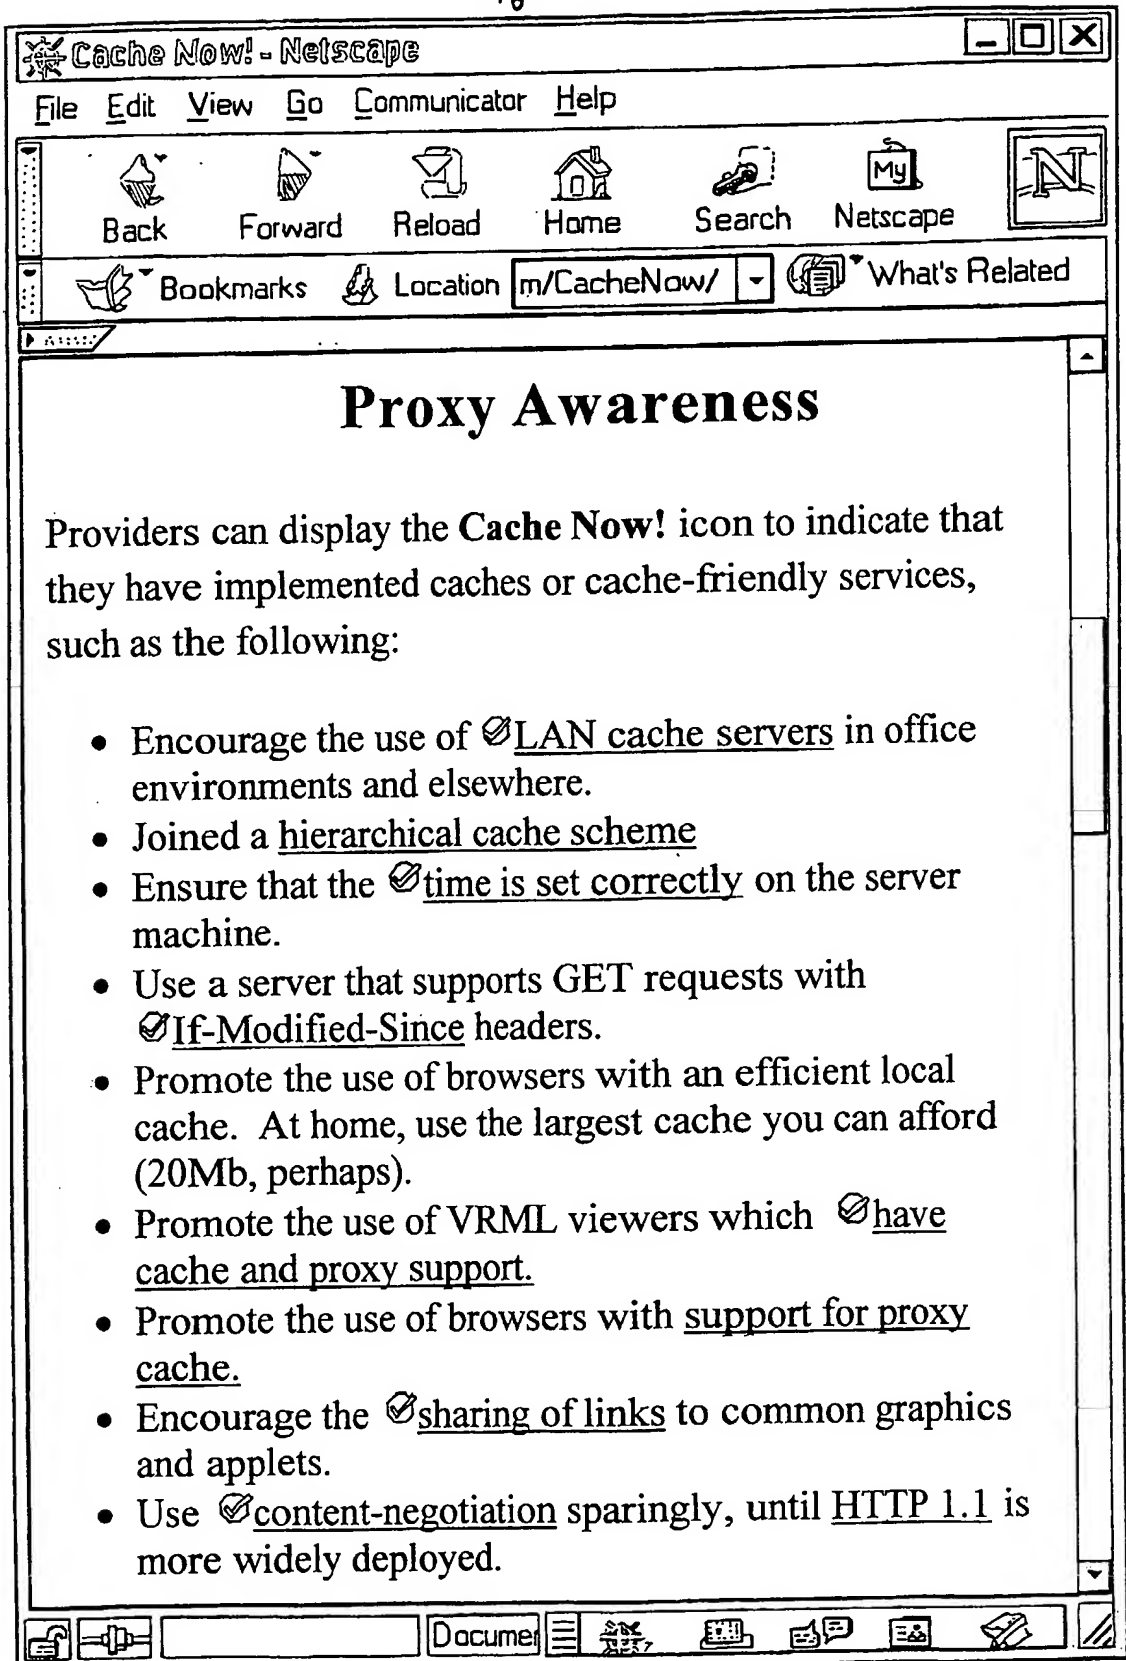 Cache Now! - Netscape
File Edit View Go Communicator Help
Back Forward Reload Home Search My Netscape N
Bookmarks Location m/CacheNow/ What's Related
Proxy Awareness
Providers can display the Cache Now! icon to indicate that
they have implemented caches or cache-friendly services,
such as the following:
• Encourage the use of LAN cache servers in office
environments and elsewhere.
• Joined a hierarchical cache scheme
• Ensure that the time is set correctly on the server
machine.
• Use a server that supports GET requests with
If-Modified-Since headers.
• Promote the use of browsers with an efficient local
cache. At home, use the largest cache you can afford
(20Mb, perhaps).
• Promote the use of VRML viewers which have
cache and proxy support.
• Promote the use of browsers with support for proxy
cache.
• Encourage the sharing of links to common graphics
and applets.
• Use content-negotiation sparingly, until HTTP 1.1 is
more widely deployed.
Documen